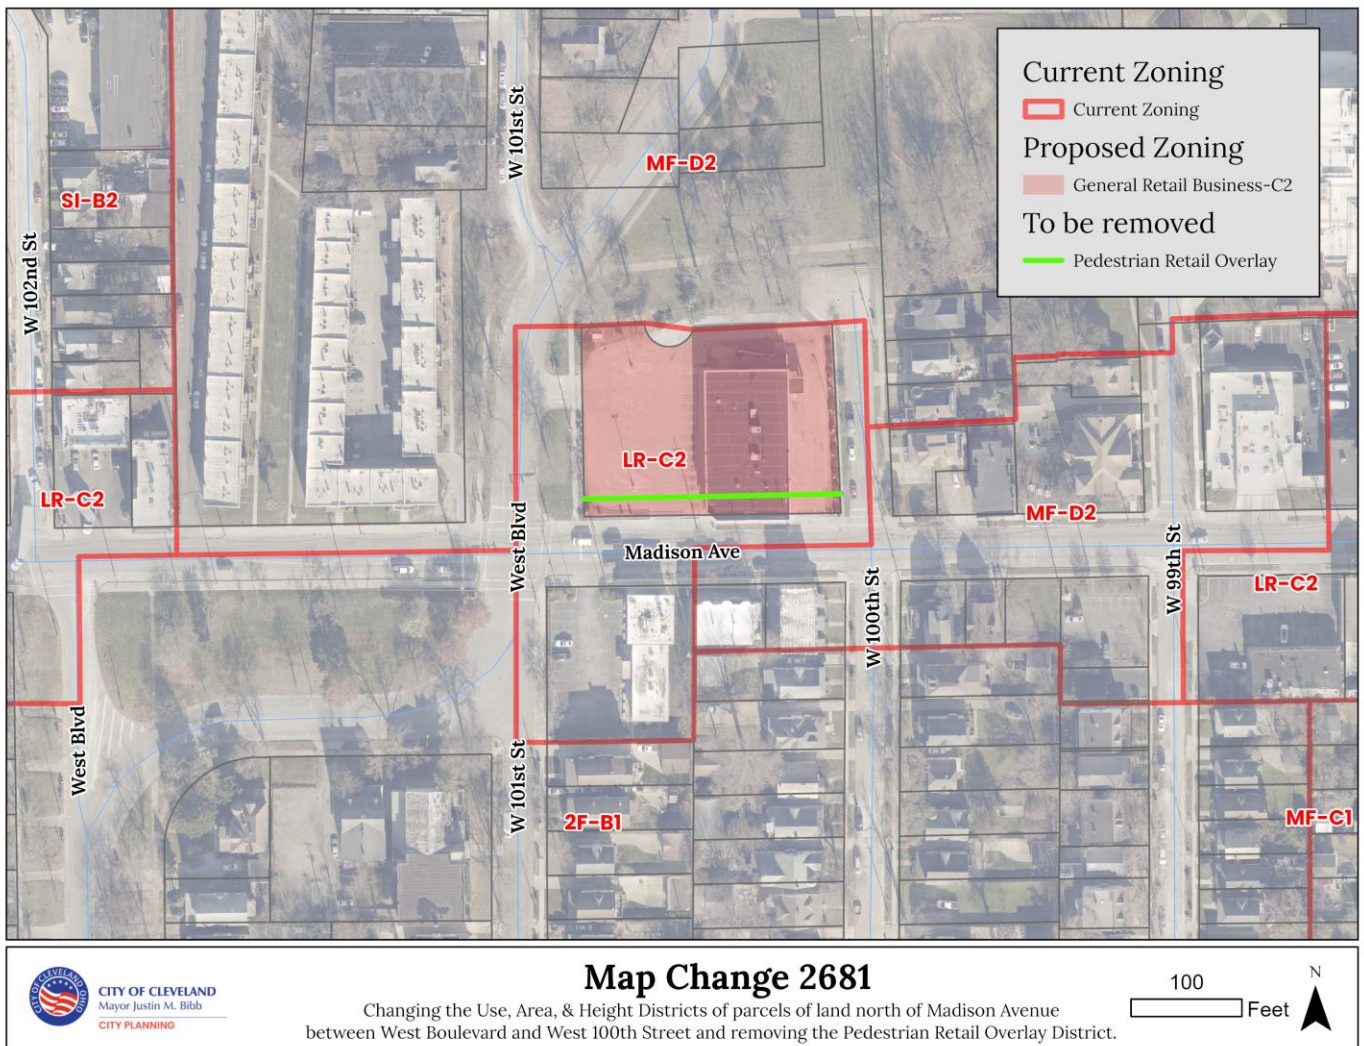 Current Zoning
Current Zoning
Proposed Zoning
General Retail Business-C2
To be removed
Pedestrian Retail Overlay
W 101st St
MF-D2
SI-B2
W 102nd St
LR-C2
LR-C2
MF-D2
West Blvd
Madison Ave
W 99th St
LR-C2
W 100th St
West Blvd
W 101st St
2F-B1
MF-C1
CITY OF CLEVELAND OHIO
CITY OF CLEVELAND
Mayor Justin M. Bibb
CITY PLANNING
Map Change 2681
Changing the Use, Area, & Height Districts of parcels of land north of Madison Avenue
between West Boulevard and West 100th Street and removing the Pedestrian Retail Overlay District.
100
Feet
N